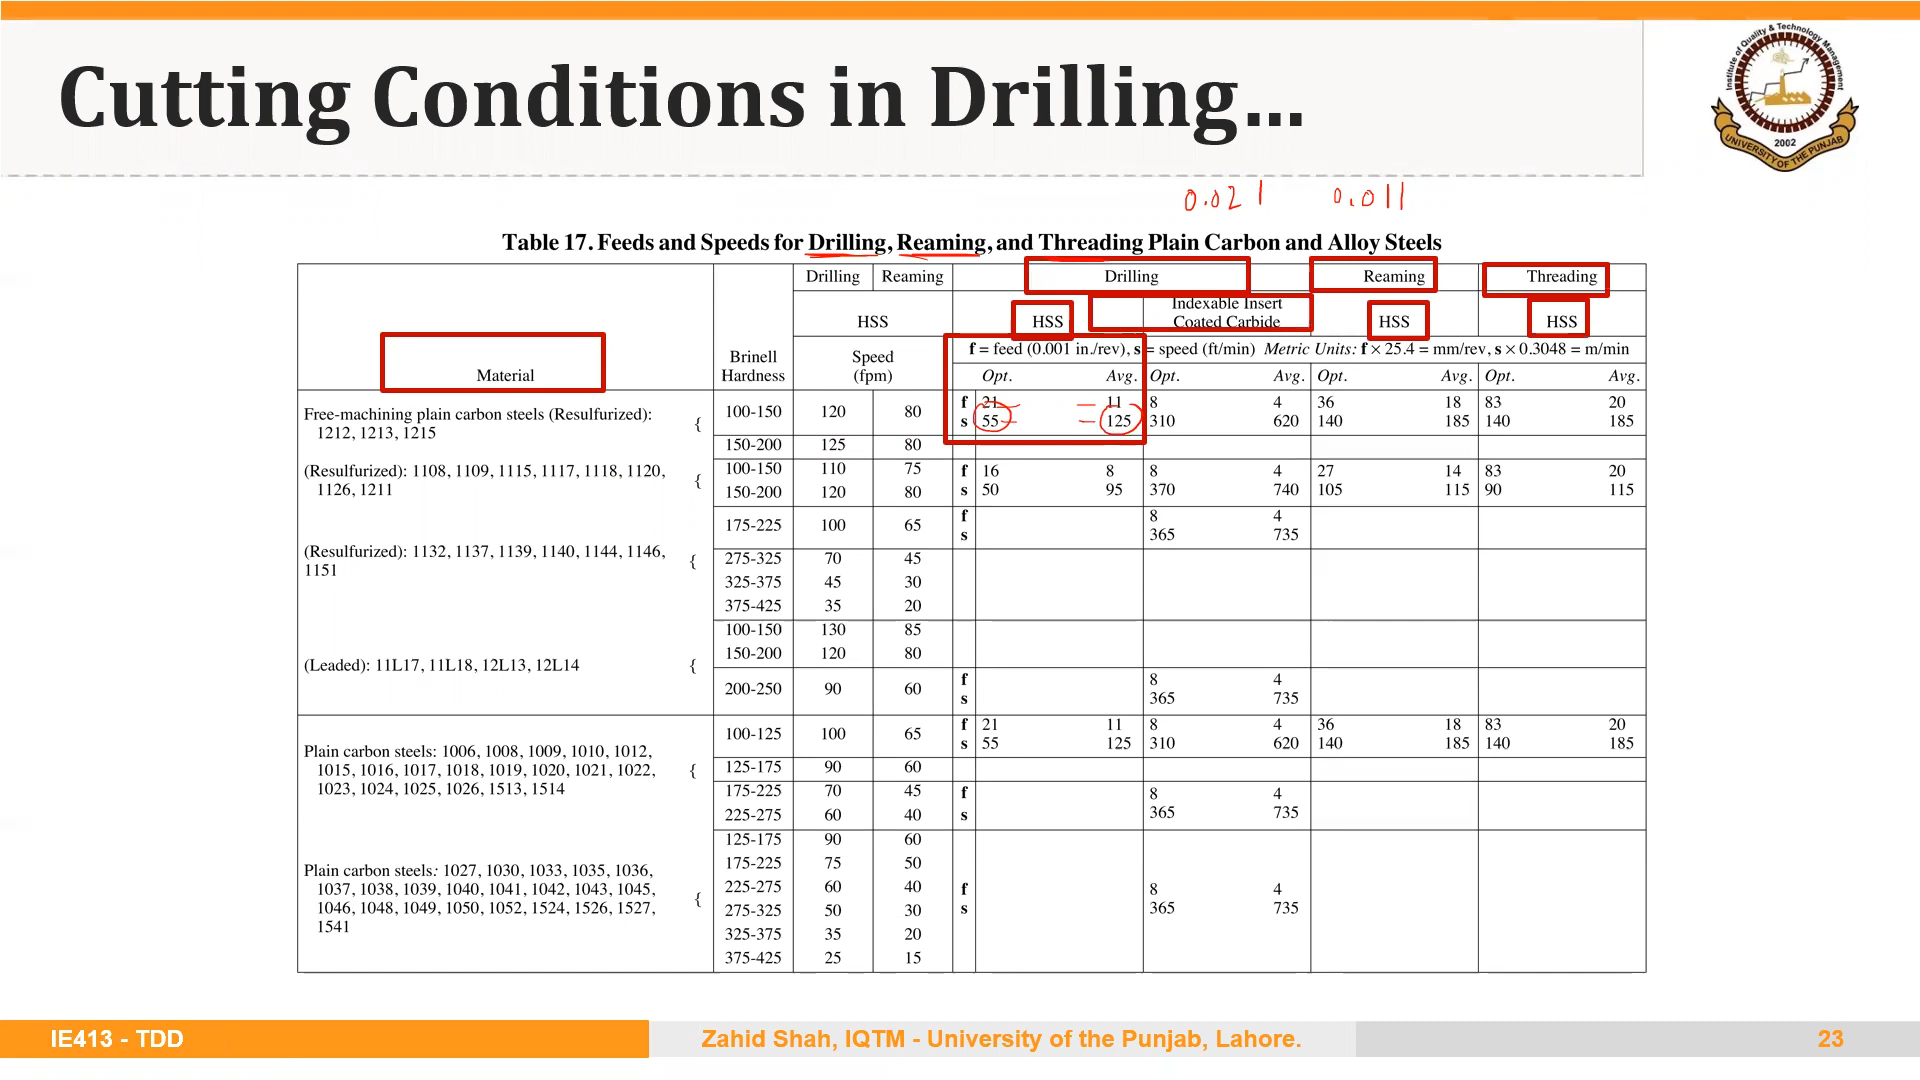 Cutting Conditions in Drilling...
Institute of Quality & Technology Management
2002
UNIVERSITY OF THE PUNJAB
0.021 0.011
Table 17. Feeds and Speeds for Drilling, Reaming, and Threading Plain Carbon and Alloy Steels
Drilling Reaming Drilling Reaming Threading
Indexable Insert
HSS HSS Coated Carbide HSS HSS
f = feed (0.001 in./rev), s = speed (ft/min) Metric Units: f × 25.4 = mm/rev, s × 0.3048 = m/min
Brinell Speed
Material Hardness (fpm) Opt. Avg. Opt. Avg. Opt. Avg. Opt. Avg.
Free-machining plain carbon steels (Resulfurized): { 100-150 120 80 f 21 11 8 4 36 18 83 20
1212, 1213, 1215 s 55 125 310 620 140 185 140 185
150-200 125 80
(Resulfurized): 1108, 1109, 1115, 1117, 1118, 1120, { 100-150 110 75 f 16 8 8 4 27 14 83 20
1126, 1211 150-200 120 80 s 50 95 370 740 105 115 90 115
175-225 100 65 f 8 4
s 365 735
(Resulfurized): 1132, 1137, 1139, 1140, 1144, 1146, { 275-325 70 45
1151 325-375 45 30
375-425 35 20
100-150 130 85
150-200 120 80
(Leaded): 11L17, 11L18, 12L13, 12L14 {
200-250 90 60 f 8 4
s 365 735
100-125 100 65 f 21 11 8 4 36 18 83 20
s 55 125 310 620 140 185 140 185
Plain carbon steels: 1006, 1008, 1009, 1010, 1012,
1015, 1016, 1017, 1018, 1019, 1020, 1021, 1022, { 125-175 90 60
1023, 1024, 1025, 1026, 1513, 1514 175-225 70 45 f 8 4
225-275 60 40 s 365 735
125-175 90 60
Plain carbon steels: 1027, 1030, 1033, 1035, 1036, 175-225 75 50
1037, 1038, 1039, 1040, 1041, 1042, 1043, 1045, { 225-275 60 40 f 8 4
1046, 1048, 1049, 1050, 1052, 1524, 1526, 1527, 275-325 50 30 s 365 735
1541 325-375 35 20
375-425 25 15
IE413 - TDD Zahid Shah, IQTM - University of the Punjab, Lahore. 23